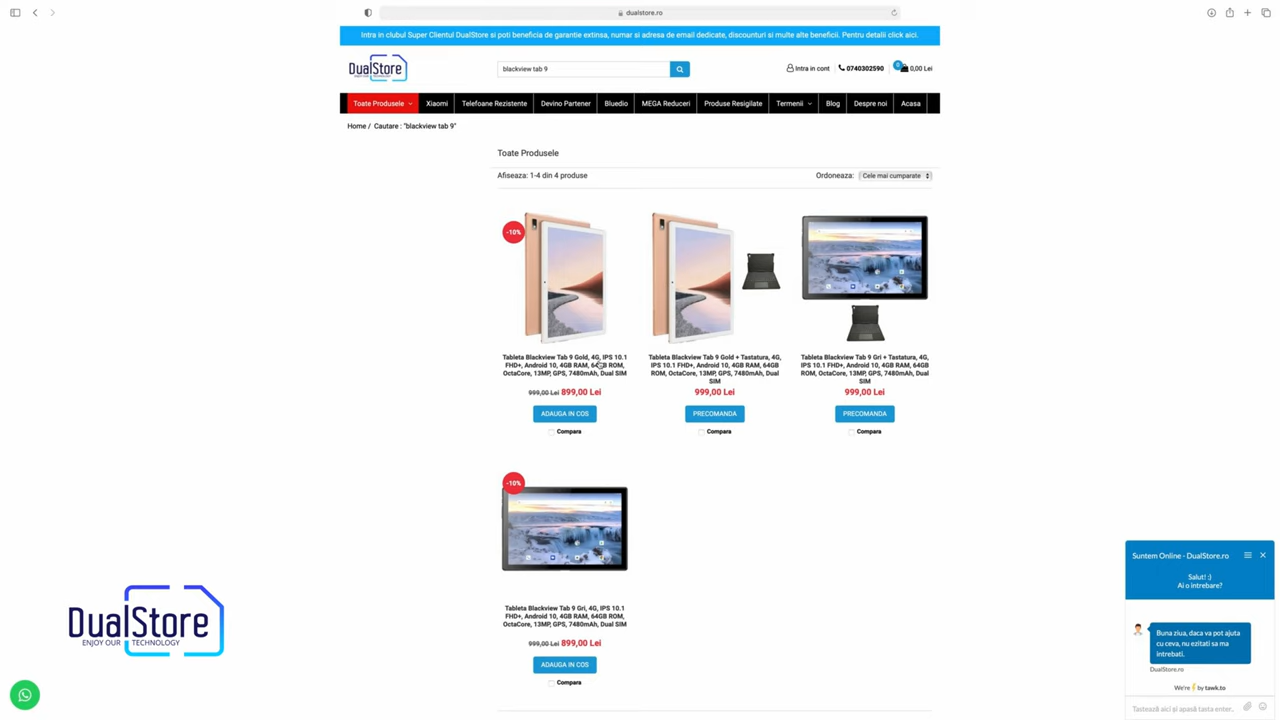 dualstore.ro
Intra in clubul Super Clientul DualStore si poti beneficia de garantie extinsa, numar si adresa de email dedicate, discounturi si multe alte beneficii. Pentru detalii click aici.
DualStore
ENJOY OUR TECHNOLOGY
blackview tab 9
Intra in cont
0740302590
0
0,00 Lei
Toate Produsele
Xiaomi
Telefoane Rezistente
Devino Partener
Bluedio
MEGA Reduceri
Produse Resigilate
Termenii
Blog
Despre noi
Acasa
Home / Cautare : "blackview tab 9"
Toate Produsele
Afiseaza: 1-4 din 4 produse
Ordoneaza:
Cele mai cumparate
-10%
Tableta Blackview Tab 9 Gold, 4G, IPS 10.1
FHD+, Android 10, 4GB RAM, 64GB ROM,
OctaCore, 13MP, GPS, 7480mAh, Dual SIM
999,00 Lei 899,00 Lei
ADAUGA IN COS
Compara
Tableta Blackview Tab 9 Gold + Tastatura, 4G,
IPS 10.1 FHD+, Android 10, 4GB RAM, 64GB
ROM, OctaCore, 13MP, GPS, 7480mAh, Dual
SIM
999,00 Lei
PRECOMANDA
Compara
Tableta Blackview Tab 9 Gri + Tastatura, 4G,
IPS 10.1 FHD+, Android 10, 4GB RAM, 64GB
ROM, OctaCore, 13MP, GPS, 7480mAh, Dual
SIM
999,00 Lei
PRECOMANDA
Compara
-10%
Tableta Blackview Tab 9 Gri, 4G, IPS 10.1
FHD+, Android 10, 4GB RAM, 64GB ROM,
OctaCore, 13MP, GPS, 7480mAh, Dual SIM
999,00 Lei 899,00 Lei
ADAUGA IN COS
Compara
DualStore
ENJOY OUR TECHNOLOGY
Suntem Online - DualStore.ro
Salut! ;)
Ai o intrebare?
Buna ziua, daca va pot ajuta
cu ceva, nu ezitati sa ma
intrebati.
DualStore.ro
We're by tawk.to
Tastează aici și apasă tasta enter..